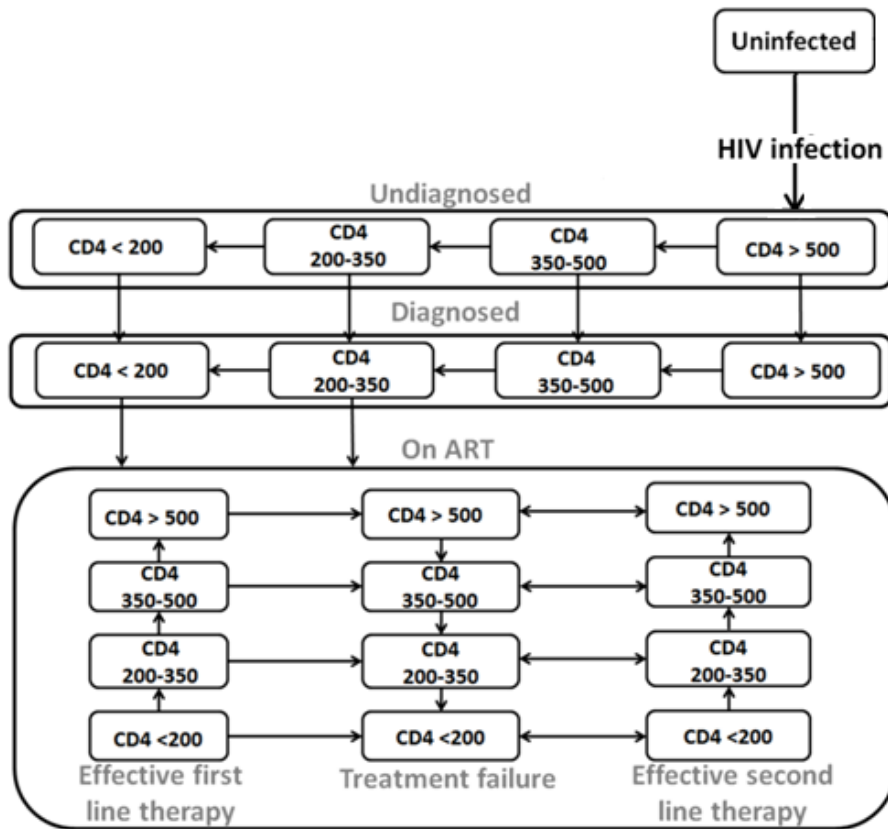 Uninfected
HIV infection
Undiagnosed
CD4 < 200
CD4
200-350
CD4
350-500
CD4 > 500
Diagnosed
CD4 < 200
CD4
200-350
CD4
350-500
CD4 > 500
On ART
CD4 > 500
CD4 > 500
CD4 > 500
CD4
350-500
CD4
350-500
CD4
350-500
CD4
200-350
CD4
200-350
CD4
200-350
CD4 <200
CD4 <200
CD4 <200
Effective first
line therapy
Treatment failure
Effective second
line therapy